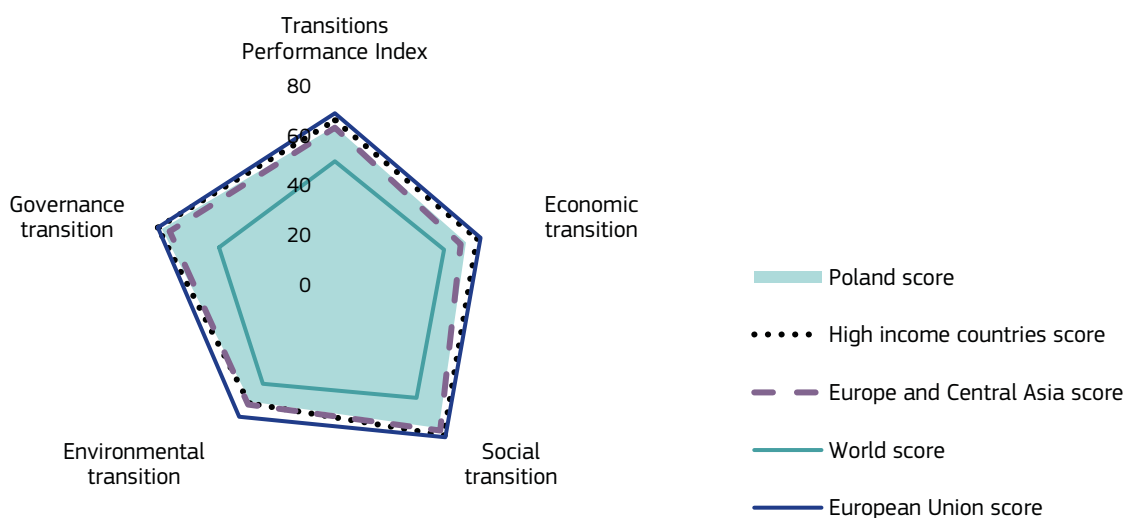 Transitions
Performance Index
80
60
40
20
0
Governance
transition
Economic
transition
Environmental
transition
Social
transition
Poland score
High income countries score
Europe and Central Asia score
World score
European Union score